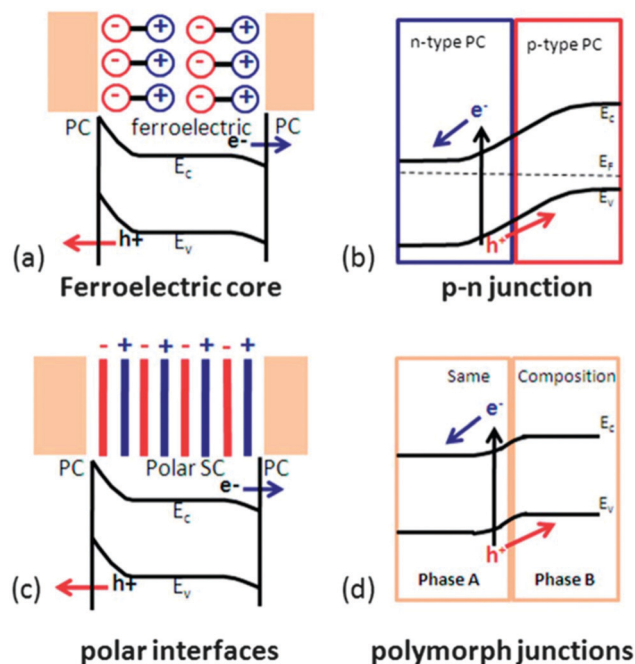 - + - +
- + - +
- + - +
PC ferroelectric PC
e-
Ec
h+ Ev
(a)
Ferroelectric core
n-type PC p-type PC
e-
Ec
EF
Ev
h+
(b)
p-n junction
- + - + - + - +
PC Polar SC PC
e-
Ec
h+ Ev
(c)
polar interfaces
Same Composition
e-
Ec
Ev
h+
(d) Phase A Phase B
polymorph junctions